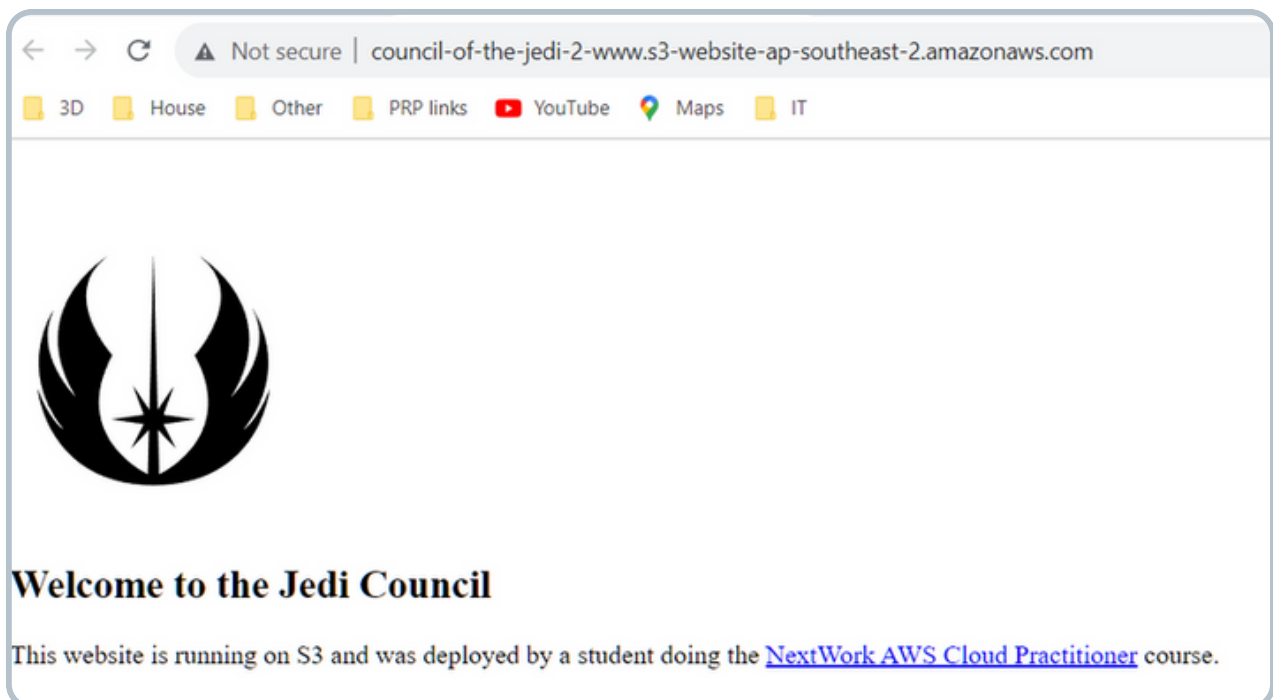 Not secure | council-of-the-jedi-2-www.s3-website-ap-southeast-2.amazonaws.com
3D House Other PRP links YouTube Maps IT
Welcome to the Jedi Council
This website is running on S3 and was deployed by a student doing the NextWork AWS Cloud Practitioner course.